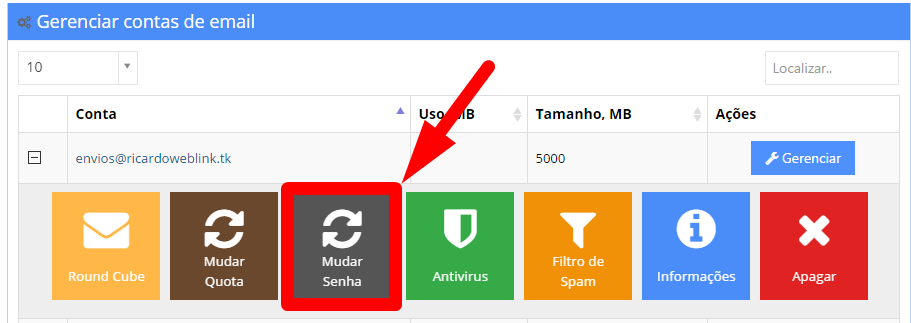 Gerenciar contas de email
10
Localizar..
Conta
Uso, MB
Tamanho, MB
Ações
envios@ricardoweblink.tk
5000
Gerenciar
Round Cube
Mudar
Quota
Mudar
Senha
Antivirus
Filtro de
Spam
Informações
Apagar